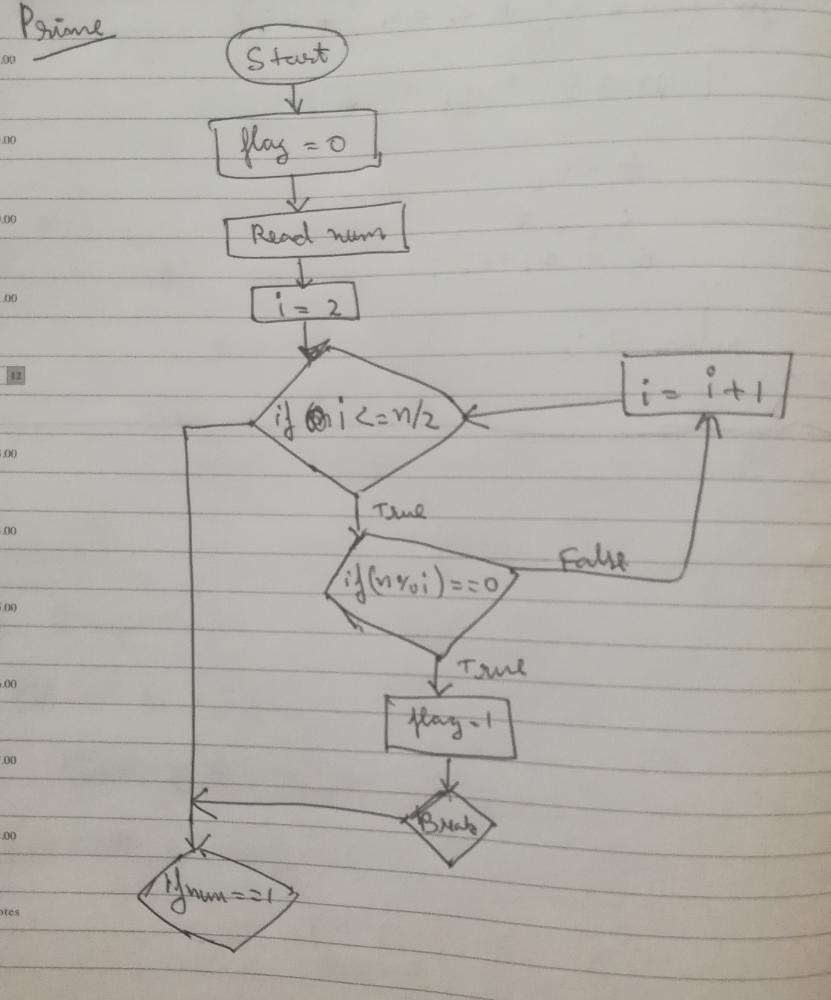 Prime
.00
Start
.00
flag = 0
.00
Read num
.00
i = 2
12
i = i + 1
if i <= n/2
.00
True
.00
False
if (n%i) == 0
.00
True
.00
flag = 1
.00
Break
.00
if num == 1
otes